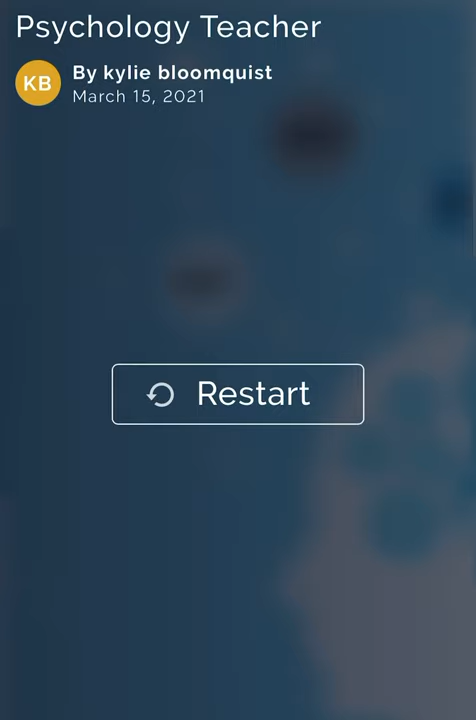 Psychology Teacher
KB
By kylie bloomquist
March 15, 2021
Restart